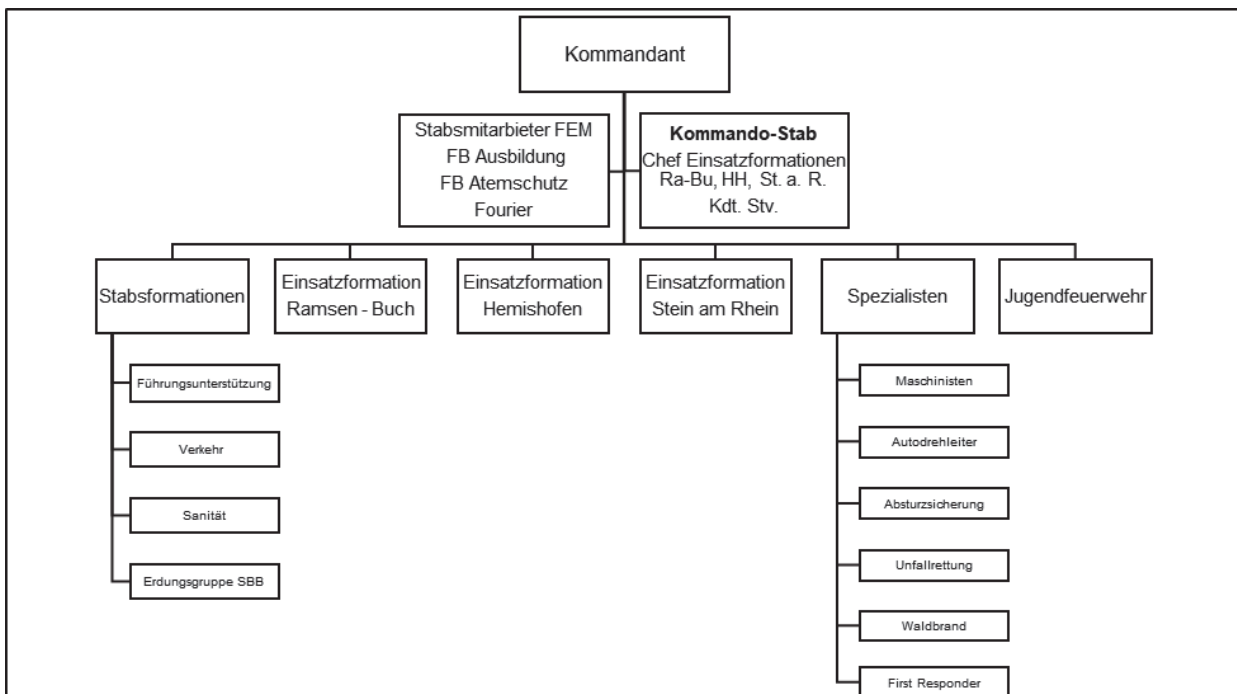 Kommandant
Stabsmitarbieter FEM
FB Ausbildung
FB Atemschutz
Fourier
Kommando-Stab
Chef Einsatzformationen
Ra-Bu, HH, St. a. R.
Kdt. Stv.
Stabsformationen
Einsatzformation
Ramsen - Buch
Einsatzformation
Hemishofen
Einsatzformation
Stein am Rhein
Spezialisten
Jugendfeuerwehr
Führungsunterstützung
Verkehr
Sanität
Erdungsgruppe SBB
Maschinisten
Autodrehleiter
Absturzsicherung
Unfallrettung
Waldbrand
First Responder